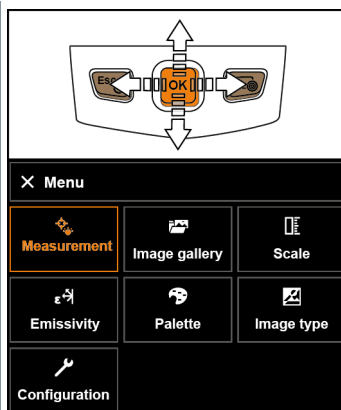 Esc
OK
× Menu
Measurement
Image gallery
Scale
ε
Emissivity
Palette
Image type
Configuration